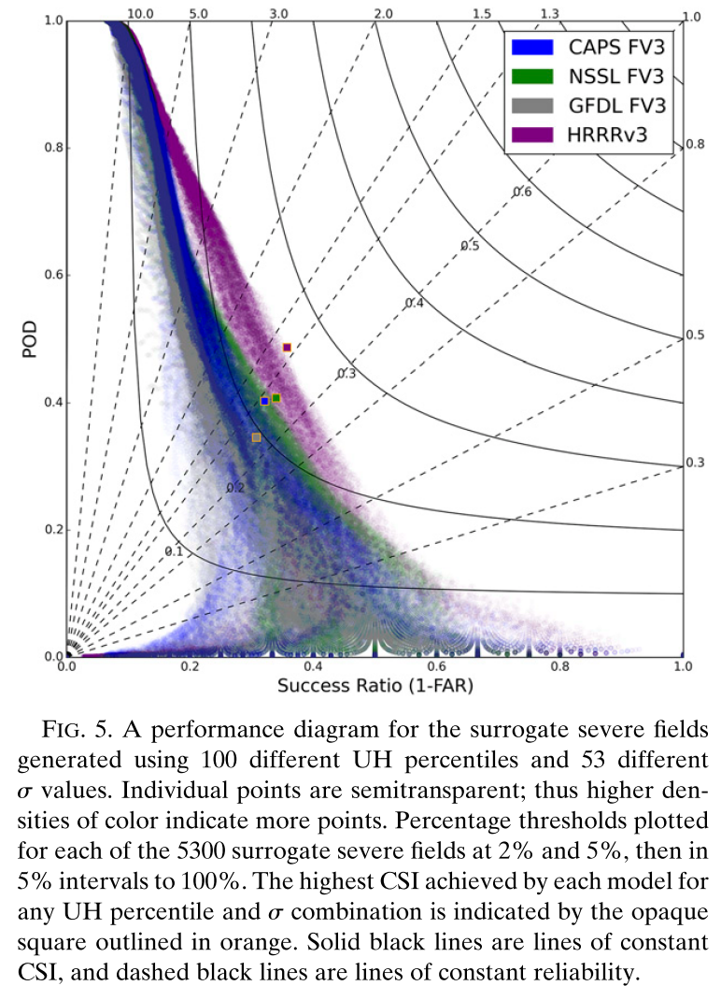 10.0 5.0 3.0 2.0 1.5 1.3 1.0
1.0
CAPS FV3
NSSL FV3
GFDL FV3
HRRRv3
0.8
0.8
0.6
0.6
0.5
0.4
0.5
POD
0.4
0.3
0.3
0.2
0.2
0.1
0.0
0.0 0.2 0.4 0.6 0.8 1.0
Success Ratio (1-FAR)
FIG. 5. A performance diagram for the surrogate severe fields
generated using 100 different UH percentiles and 53 different
σ values. Individual points are semitransparent; thus higher den-
sities of color indicate more points. Percentage thresholds plotted
for each of the 5300 surrogate severe fields at 2% and 5%, then in
5% intervals to 100%. The highest CSI achieved by each model for
any UH percentile and σ combination is indicated by the opaque
square outlined in orange. Solid black lines are lines of constant
CSI, and dashed black lines are lines of constant reliability.